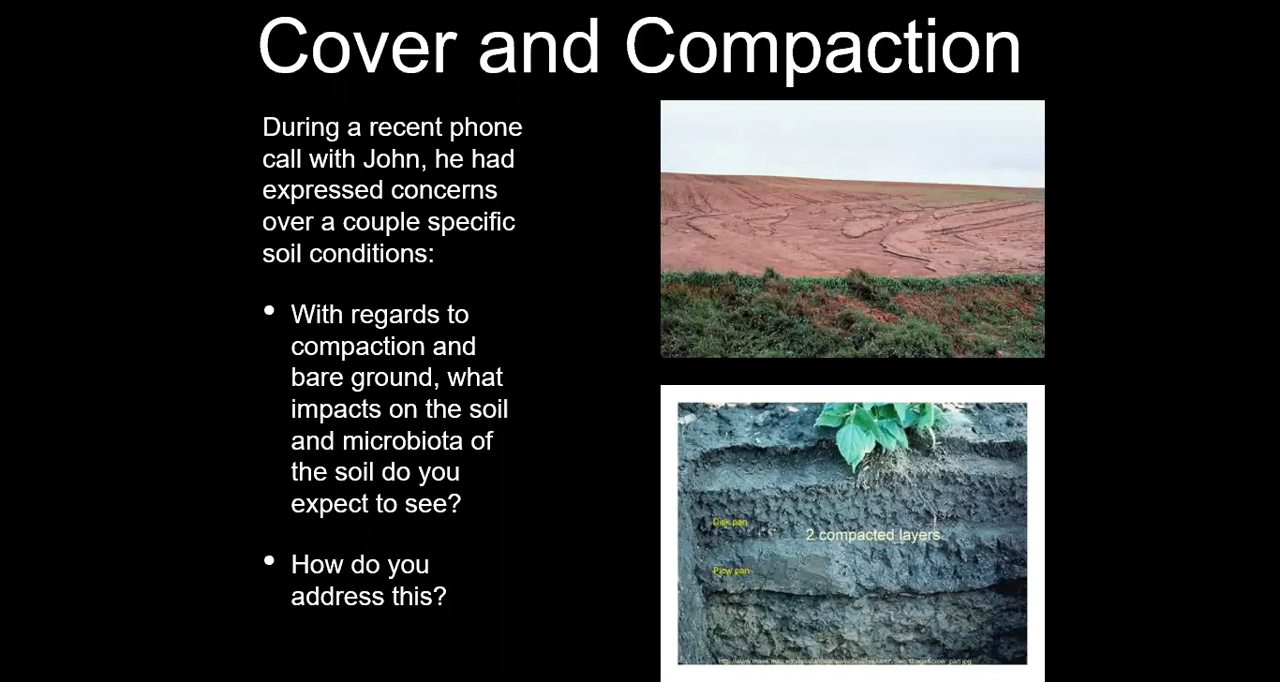 Cover and Compaction
During a recent phone
call with John, he had
expressed concerns
over a couple specific
soil conditions:
• With regards to
compaction and
bare ground, what
impacts on the soil
and microbiota of
the soil do you
expect to see?
• How do you
address this?
Disk pan
2 compacted layers
Plow pan